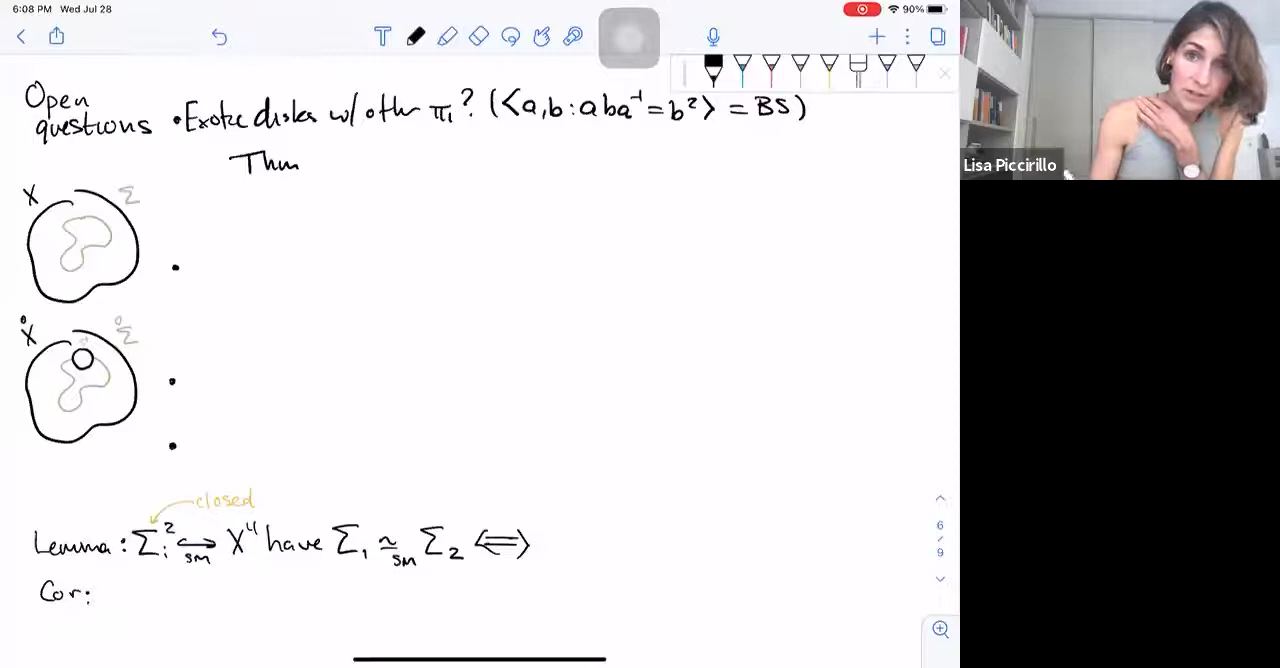 6:08 PM Wed Jul 28
90%
Open questions
• Exotic disks w/ other π₁? (<a,b : aba⁻¹ = b²> = BS)
Thm
X Σ
X̊ Σ̊
closed
Lemma : Σᵢ² ↪ₛₘ X⁴ have Σ₁ ≃ₛₘ Σ₂ ⟺
Cor:
Lisa Piccirillo
6 / 9